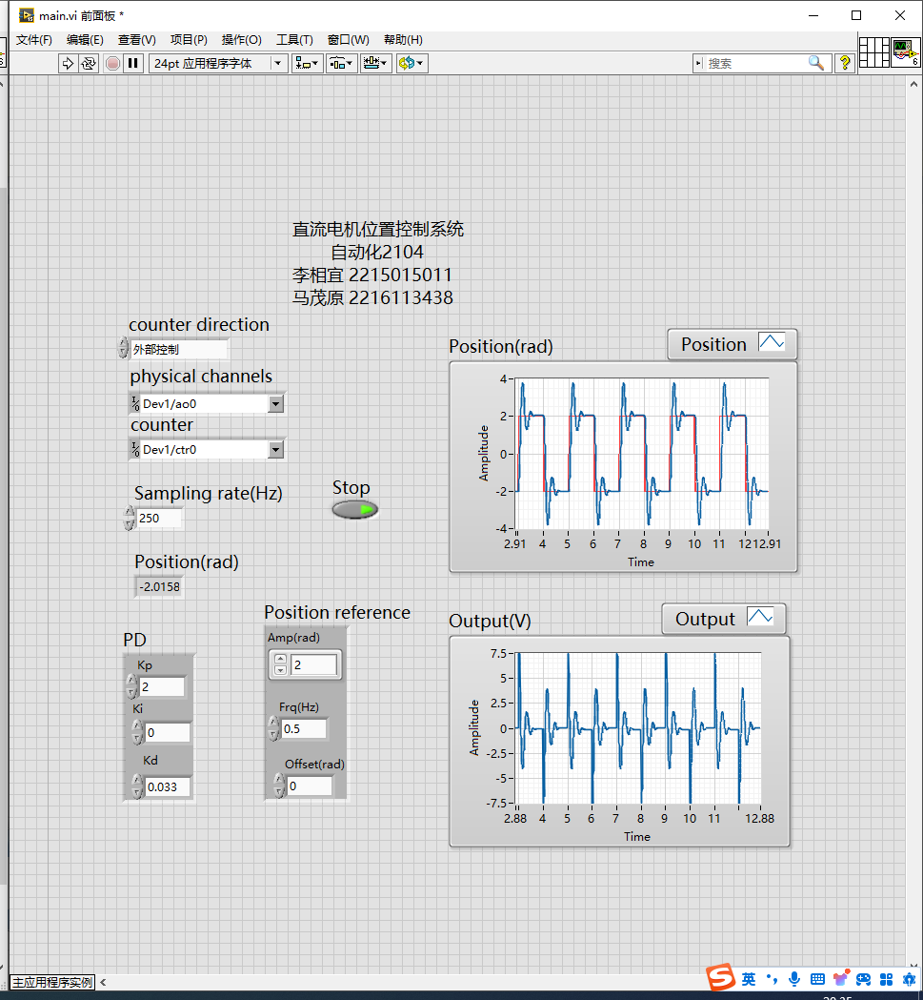 main.vi 前面板 *
文件(F) 编辑(E) 查看(V) 项目(P) 操作(O) 工具(T) 窗口(W) 帮助(H)
24pt 应用程序字体
搜索
?
6
直流电机位置控制系统
自动化2104
李相宜 2215015011
马茂原 2216113438
counter direction
外部控制
physical channels
Dev1/ao0
counter
Dev1/ctr0
Sampling rate(Hz)
250
Stop
Position(rad)
-2.0158
PD
Kp
2
Ki
0
Kd
0.033
Position reference
Amp(rad)
2
Frq(Hz)
0.5
Offset(rad)
0
Position(rad)
Position
Amplitude
4
2
0
-2
-4
2.91 4 5 6 7 8 9 10 11 12 12.91
Time
Output(V)
Output
Amplitude
7.5
5
2.5
0
-2.5
-5
-7.5
2.88 4 5 6 7 8 9 10 11 12.88
Time
主应用程序实例
英